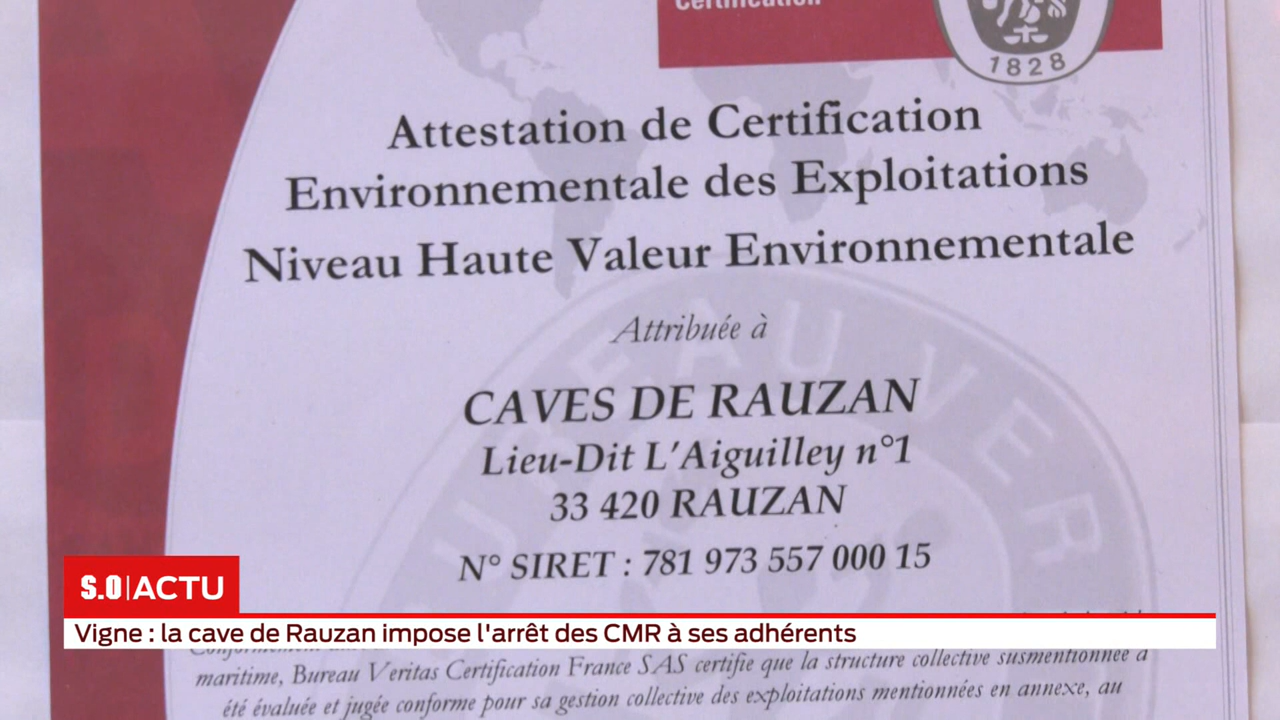 Certification
1828
Attestation de Certification
Environnementale des Exploitations
Niveau Haute Valeur Environnementale
Attribuée à
CAVES DE RAUZAN
Lieu-Dit L'Aiguilley n°1
33 420 RAUZAN
N° SIRET : 781 973 557 000 15
BUREAU VER
S.O|ACTU
Vigne : la cave de Rauzan impose l'arrêt des CMR à ses adhérents
maritime, Bureau Veritas Certification France SAS certifie que la structure collective susmentionnée a
été évaluée et jugée conforme pour sa gestion collective des exploitations mentionnées en annexe, au